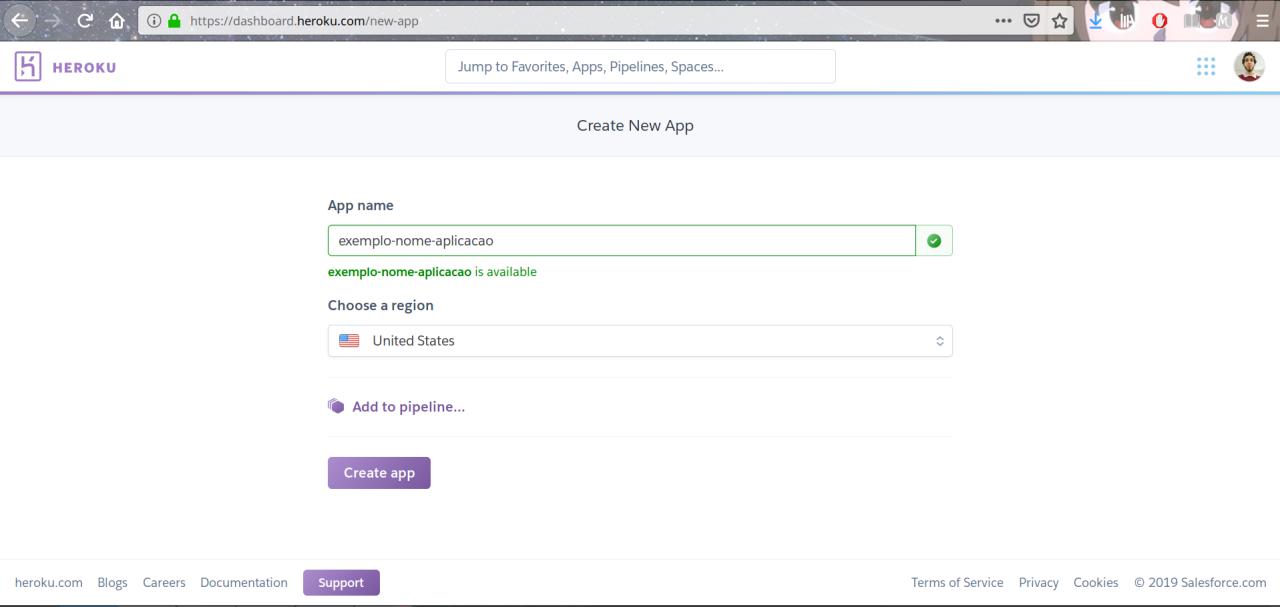 https://dashboard.heroku.com/new-app
HEROKU
Jump to Favorites, Apps, Pipelines, Spaces...
Create New App
App name
exemplo-nome-aplicacao
exemplo-nome-aplicacao is available
Choose a region
United States
Add to pipeline...
Create app
heroku.com Blogs Careers Documentation Support Terms of Service Privacy Cookies © 2019 Salesforce.com